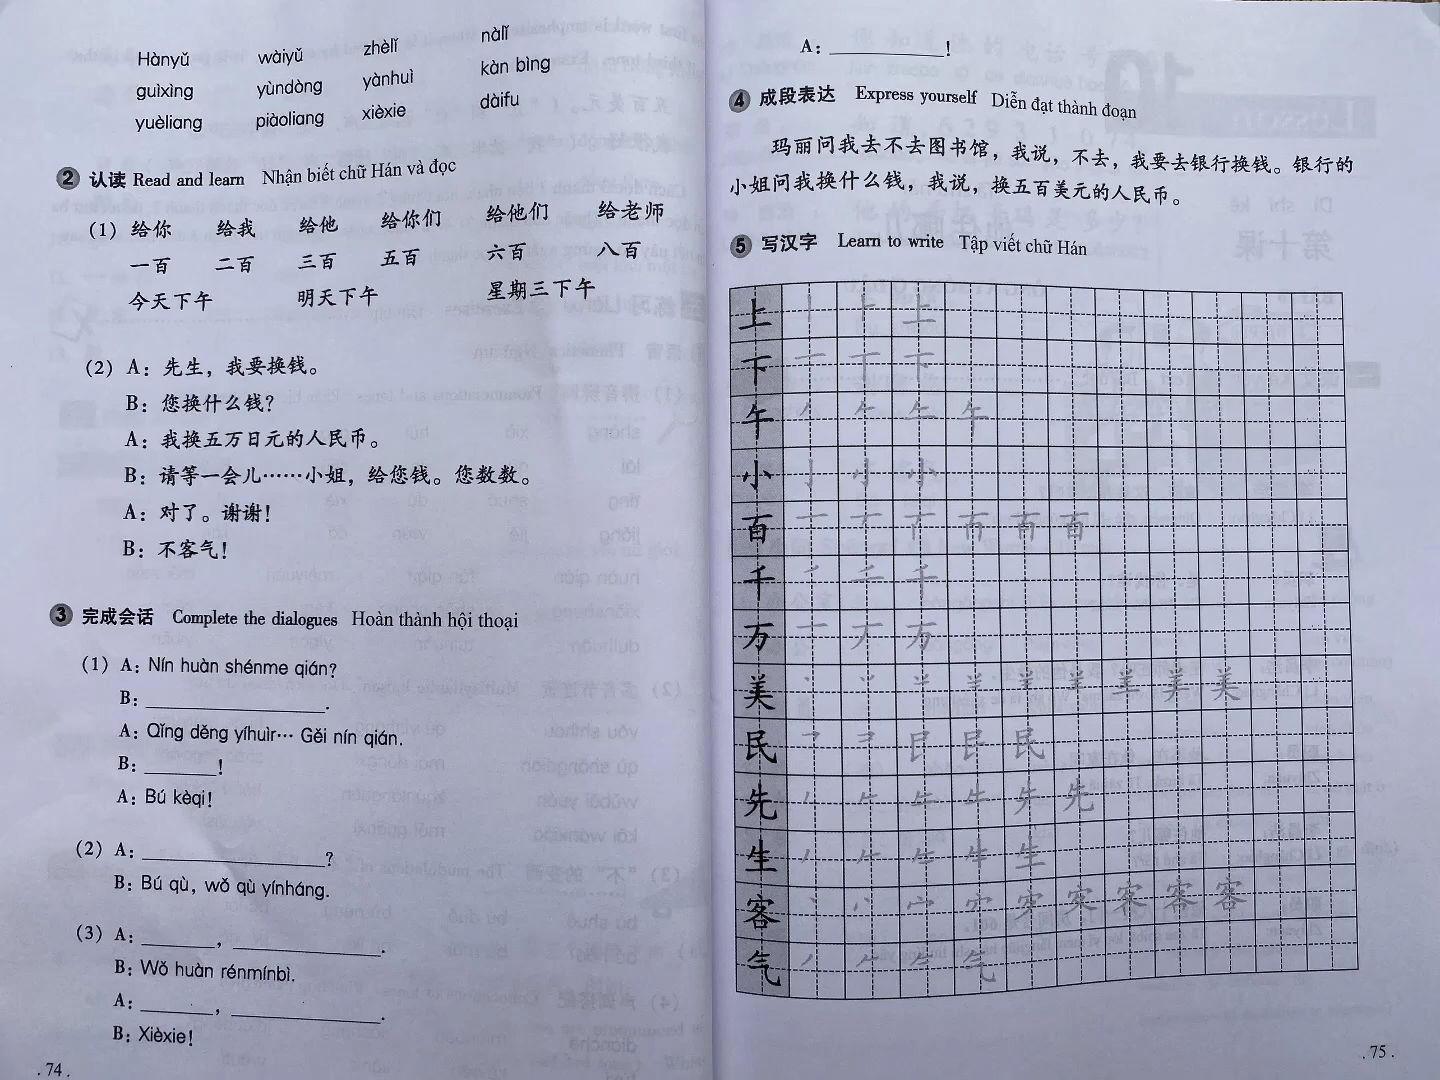 Hànyǔ wàiyǔ zhèlǐ nàlǐ
guìxìng yùndòng yànhuì kàn bìng
yuèliang piàoliang xièxie dàifu
2 认读 Read and learn Nhận biết chữ Hán và đọc
(1) 给你 给我 给他 给你们 给他们 给老师
一百 二百 三百 五百 六百 八百
今天下午 明天下午 星期三下午
(2) A: 先生，我要换钱。
B: 您换什么钱？
A: 我换五万日元的人民币。
B: 请等一会儿……小姐，给您钱。您数数。
A: 对了。谢谢！
B: 不客气！
3 完成会话 Complete the dialogues Hoàn thành hội thoại
(1) A: Nín huàn shénme qián?
B: ____________________.
A: Qǐng děng yíhuìr… Gěi nín qián.
B: ________!
A: Bú kèqi!
(2) A: ____________________?
B: Bú qù, wǒ qù yínháng.
(3) A: ________, ________________.
B: Wǒ huàn rénmínbì.
A: ________, ________________.
B: Xièxie!
. 74 .
A: ____________!
4 成段表达 Express yourself Diễn đạt thành đoạn
玛丽问我去不去图书馆，我说，不去，我要去银行换钱。银行的
小姐问我换什么钱，我说，换五百美元的人民币。
5 写汉字 Learn to write Tập viết chữ Hán
上
下
午
小
百
千
万
美
民
先
生
客
气
. 75 .